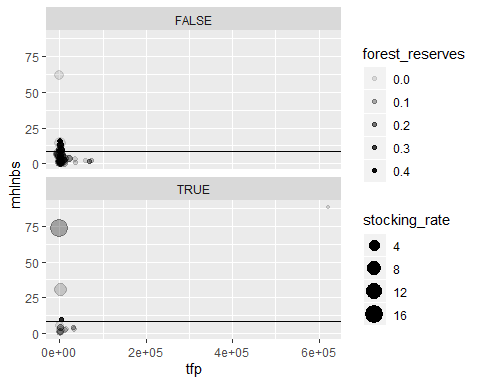 FALSE
75
50
25
0
TRUE
75
50
25
0
mhlnbs
0e+00
2e+05
4e+05
6e+05
tfp
forest_reserves
0.0
0.1
0.2
0.3
0.4
stocking_rate
4
8
12
16